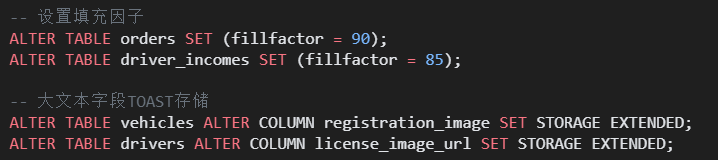 -- 设置填充因子
ALTER TABLE orders SET (fillfactor = 90);
ALTER TABLE driver_incomes SET (fillfactor = 85);
-- 大文本字段TOAST存储
ALTER TABLE vehicles ALTER COLUMN registration_image SET STORAGE EXTENDED;
ALTER TABLE drivers ALTER COLUMN license_image_url SET STORAGE EXTENDED;